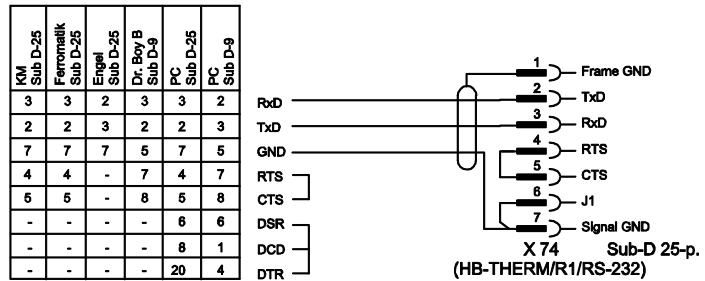 KM Sub D-25 Ferromatik Sub D-25 Engel Sub D-25 Dr. Boy B Sub D-9 PC Sub D-25 PC Sub D-9
3 3 2 3 3 2 RxD
2 2 3 2 2 3 TxD
7 7 7 5 7 5 GND
4 4 - 7 4 7 RTS
5 5 - 8 5 8 CTS
- - - - 6 6 DSR
- - - - 8 1 DCD
- - - - 20 4 DTR
1 Frame GND
2 TxD
3 RxD
4 RTS
5 CTS
6 J1
7 Signal GND
X 74 Sub-D 25-p.
(HB-THERM/R1/RS-232)